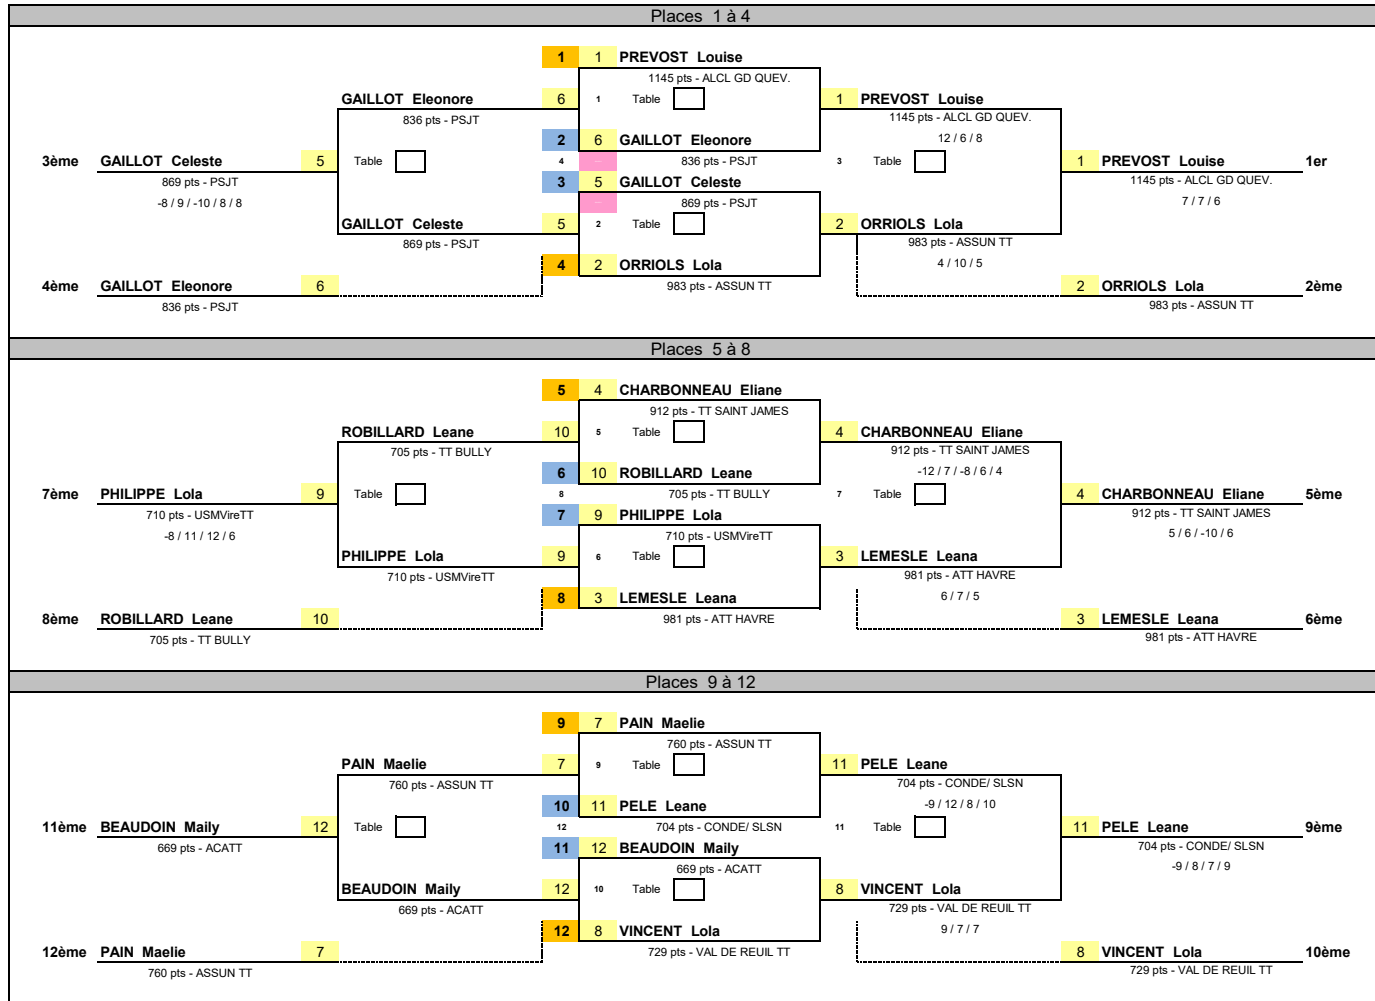 Places 1 à 4
1 1 PREVOST Louise
1145 pts - ALCL GD QUEV.
GAILLOT Eleonore 6 1 Table 1 PREVOST Louise
836 pts - PSJT 1145 pts - ALCL GD QUEV.
2 6 GAILLOT Eleonore 12 / 6 / 8
3ème GAILLOT Celeste 5 Table 4 836 pts - PSJT 3 Table 1 PREVOST Louise 1er
869 pts - PSJT 3 5 GAILLOT Celeste 1145 pts - ALCL GD QUEV.
-8 / 9 / -10 / 8 / 8 869 pts - PSJT 7 / 7 / 6
GAILLOT Celeste 5 2 Table 2 ORRIOLS Lola
869 pts - PSJT 983 pts - ASSUN TT
4 2 ORRIOLS Lola 4 / 10 / 5
4ème GAILLOT Eleonore 6 983 pts - ASSUN TT 2 ORRIOLS Lola 2ème
836 pts - PSJT 983 pts - ASSUN TT
Places 5 à 8
5 4 CHARBONNEAU Eliane
912 pts - TT SAINT JAMES
ROBILLARD Leane 10 5 Table 4 CHARBONNEAU Eliane
705 pts - TT BULLY 912 pts - TT SAINT JAMES
6 10 ROBILLARD Leane -12 / 7 / -8 / 6 / 4
7ème PHILIPPE Lola 9 Table 8 705 pts - TT BULLY 7 Table 4 CHARBONNEAU Eliane 5ème
710 pts - USMVireTT 7 9 PHILIPPE Lola 912 pts - TT SAINT JAMES
-8 / 11 / 12 / 6 710 pts - USMVireTT 5 / 6 / -10 / 6
PHILIPPE Lola 9 6 Table 3 LEMESLE Leana
710 pts - USMVireTT 981 pts - ATT HAVRE
8 3 LEMESLE Leana 6 / 7 / 5
8ème ROBILLARD Leane 10 981 pts - ATT HAVRE 3 LEMESLE Leana 6ème
705 pts - TT BULLY 981 pts - ATT HAVRE
Places 9 à 12
9 7 PAIN Maelie
760 pts - ASSUN TT
PAIN Maelie 7 9 Table 11 PELE Leane
760 pts - ASSUN TT 704 pts - CONDE/ SLSN
10 11 PELE Leane -9 / 12 / 8 / 10
11ème BEAUDOIN Maily 12 Table 12 704 pts - CONDE/ SLSN 11 Table 11 PELE Leane 9ème
669 pts - ACATT 11 12 BEAUDOIN Maily 704 pts - CONDE/ SLSN
669 pts - ACATT -9 / 8 / 7 / 9
BEAUDOIN Maily 12 10 Table 8 VINCENT Lola
669 pts - ACATT 729 pts - VAL DE REUIL TT
12 8 VINCENT Lola 9 / 7 / 7
12ème PAIN Maelie 7 729 pts - VAL DE REUIL TT 8 VINCENT Lola 10ème
760 pts - ASSUN TT 729 pts - VAL DE REUIL TT